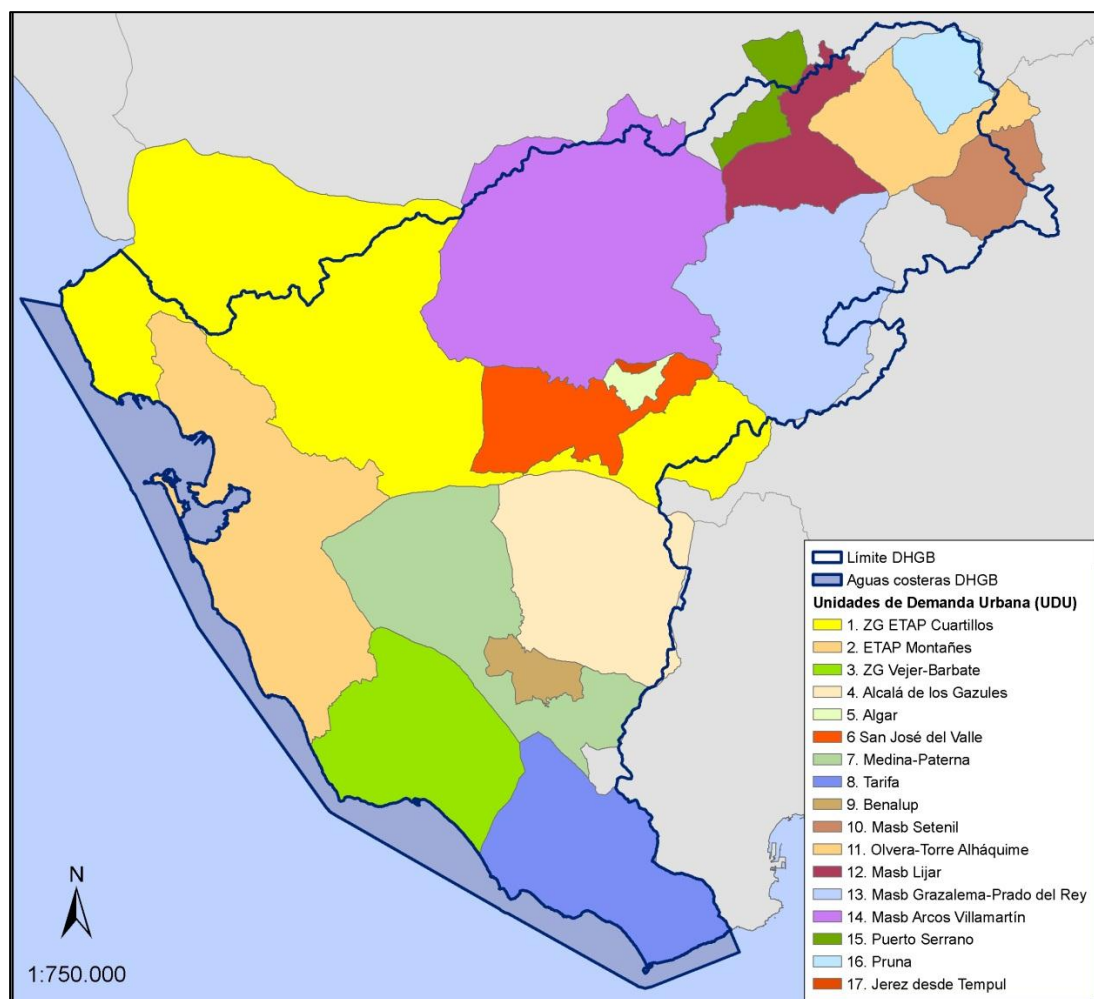 N
1:750.000
Límite DHGB
Aguas costeras DHGB
Unidades de Demanda Urbana (UDU)
1. ZG ETAP Cuartillos
2. ETAP Montañes
3. ZG Vejer-Barbate
4. Alcalá de los Gazules
5. Algar
6 San José del Valle
7. Medina-Paterna
8. Tarifa
9. Benalup
10. Masb Setenil
11. Olvera-Torre Alháquime
12. Masb Lijar
13. Masb Grazalema-Prado del Rey
14. Masb Arcos Villamartín
15. Puerto Serrano
16. Pruna
17. Jerez desde Tempul